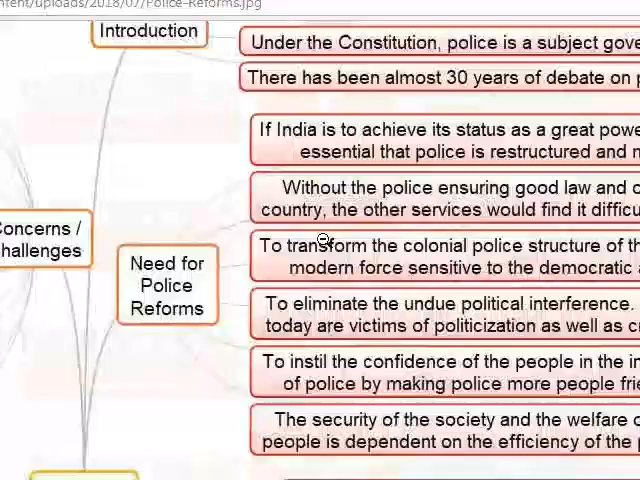 ntent/uploads/2018/07/Police-Reforms.jpg
Introduction
Under the Constitution, police is a subject gove
There has been almost 30 years of debate on p
If India is to achieve its status as a great powe
essential that police is restructured and m
Without the police ensuring good law and o
country, the other services would find it difficu
Concerns /
hallenges
Need for
Police
Reforms
To transform the colonial police structure of th
modern force sensitive to the democratic a
To eliminate the undue political interference.
today are victims of politicization as well as cr
To instil the confidence of the people in the in
of police by making police more people frie
The security of the society and the welfare o
people is dependent on the efficiency of the p